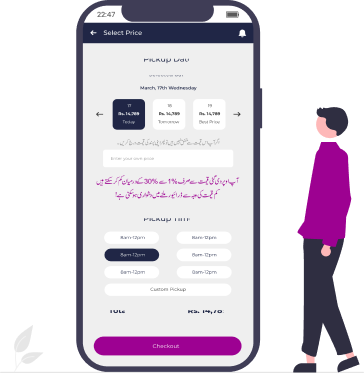 22:47
Select Price
Pickup Dat
March, 17th Wednesday
17 18 19
Rs. 14,789 Rs. 14,789 Rs. 14,789
Today Tomorrow Best Price
Enter your own price
آپ اوپر دی گئی قیمت سے صرف 1% سے 30% کے درمیان کم کر سکتے ہیں
کم قیمت کی وجہ سے ڈرائیور ملنے میں دشواری ہو سکتی ہے!
Pickup Tim
8am-12pm 8am-12pm
8am-12pm 8am-12pm
8am-12pm 8am-12pm
Custom Pickup
Tota Rs. 14,78
Checkout